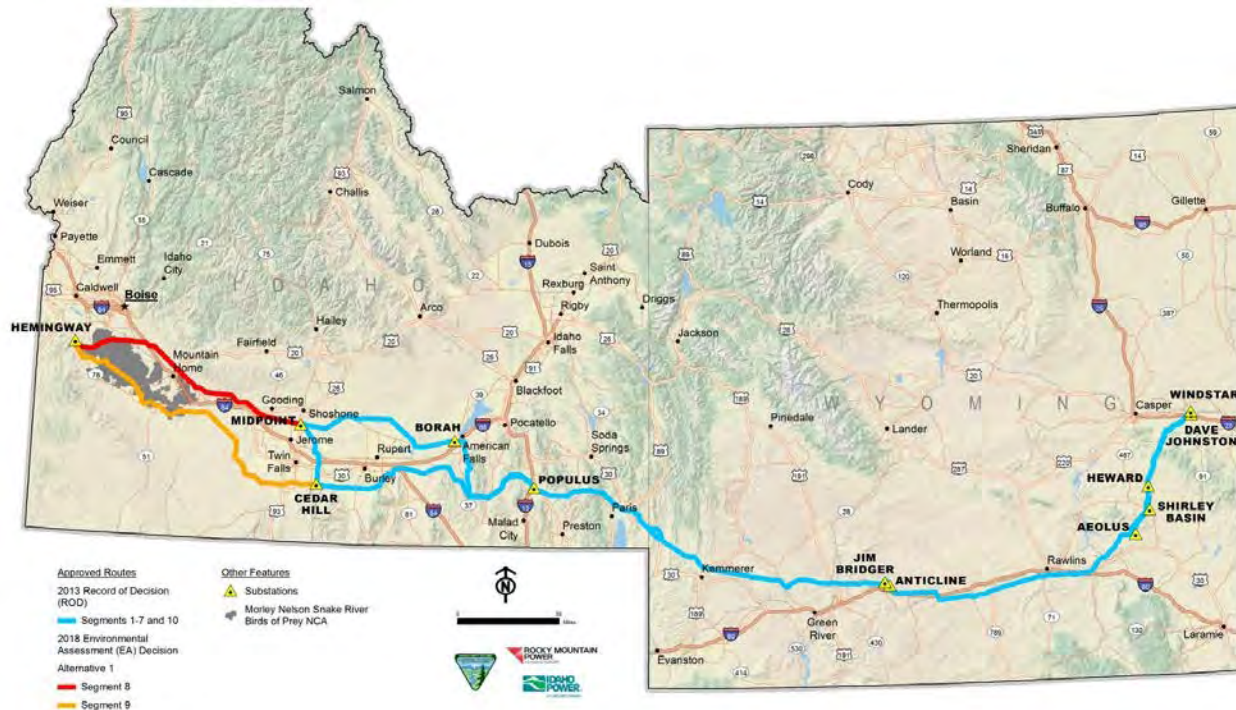 Salmon
Council
Cascade
Challis
Weiser
Payette
Emmett
Idaho
City
Caldwell
Boise
IDAHO
HEMINGWAY
Mountain
Home
Fairfield
Hailey
Arco
Gooding
Shoshone
MIDPOINT
Jerome
Twin
Falls
Rupert
Burley
CEDAR
HILL
BORAH
American
Falls
Pocatello
Blackfoot
Idaho
Falls
Rigby
Rexburg
Saint
Anthony
Dubois
Driggs
Soda
Springs
POPULUS
Malad
City
Preston
Paris
Jackson
Cody
Basin
Sheridan
Buffalo
Gillette
Worland
Thermopolis
WYOMING
Pinedale
Lander
Casper
WINDSTAR
DAVE
JOHNSTON
HEWARD
SHIRLEY
BASIN
AEOLUS
Rawlins
JIM
BRIDGER
ANTICLINE
Kemmerer
Green
River
Evanston
Laramie
Approved Routes
2013 Record of Decision
(ROD)
Segments 1-7 and 10
2018 Environmental
Assessment (EA) Decision
Alternative 1
Segment 8
Segment 9
Other Features
Substations
Morley Nelson Snake River
Birds of Prey NCA
N
ROCKY MOUNTAIN
POWER
IDAHO
POWER